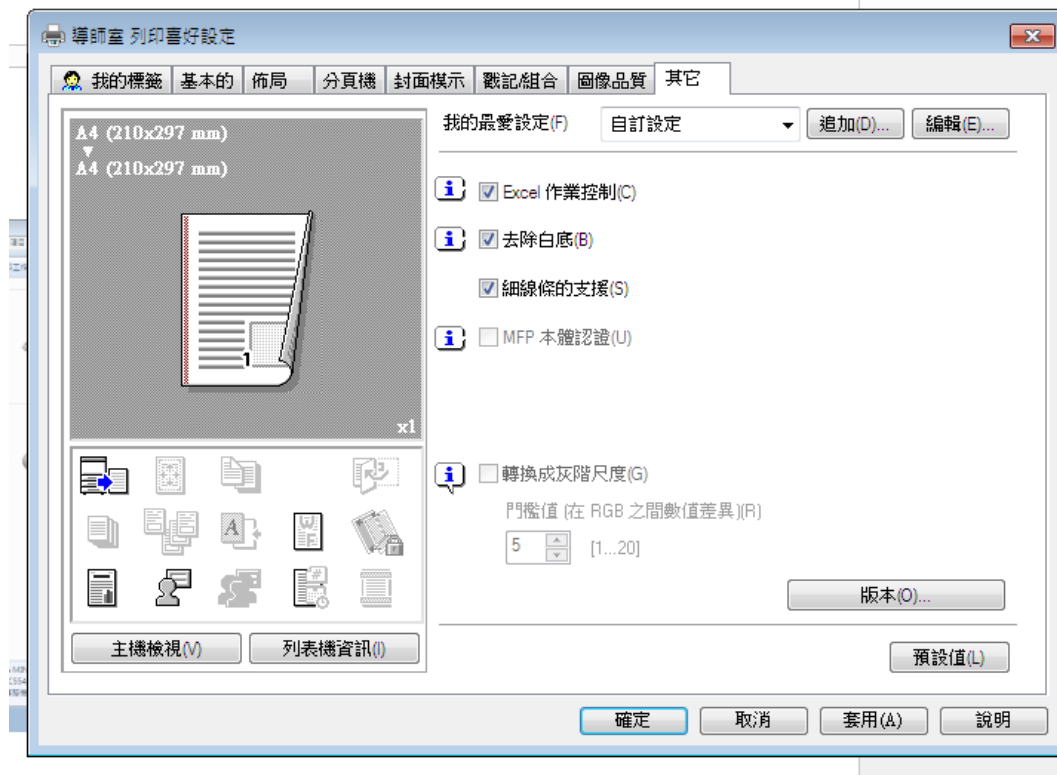 導師室 列印喜好設定
我的標籤 基本的 佈局 分頁機 封面模示 戳記/組合 圖像品質 其它
A4 (210x297 mm)
A4 (210x297 mm)
1
x1
主機檢視(V) 列表機資訊(I)
我的最愛設定(F) 自訂設定 追加(D)... 編輯(E)...
Excel 作業控制(C)
去除白底(B)
細線條的支援(S)
MFP 本體認證(U)
轉換成灰階尺度(G)
門檻值 (在 RGB 之間數值差異)(R)
5 [1...20]
版本(O)...
預設值(L)
確定 取消 套用(A) 說明